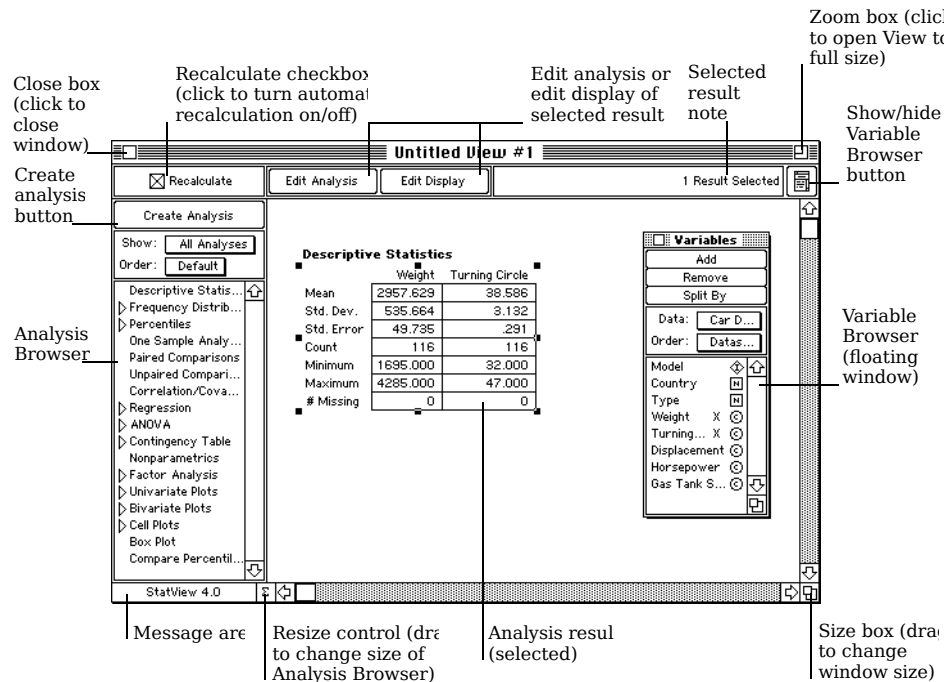 Zoom box (click
to open View to
full size)
Close box
(click to
close
window)
Recalculate checkbox
(click to turn automat
recalculation on/off)
Edit analysis or
edit display of
selected result
Selected
result
note
Show/hide
Variable
Browser
button
Untitled View #1
Recalculate
Edit Analysis
Edit Display
1 Result Selected
Create
analysis
button
Create Analysis
Show: All Analyses
Order: Default
Analysis
Browser
Descriptive Statis...
Frequency Distrib...
Percentiles
One Sample Analy...
Paired Comparisons
Unpaired Compari...
Correlation/Cova...
Regression
ANOVA
Contingency Table
Nonparametrics
Factor Analysis
Univariate Plots
Bivariate Plots
Cell Plots
Box Plot
Compare Percentil...
Descriptive Statistics
Weight Turning Circle
Mean 2957.629 38.586
Std. Dev. 535.664 3.132
Std. Error 49.735 .291
Count 116 116
Minimum 1695.000 32.000
Maximum 4285.000 47.000
# Missing 0 0
Variables
Add
Remove
Split By
Data: Car D...
Order: Datas...
Model I
Country N
Type N
Weight X C
Turning... X C
Displacement C
Horsepower C
Gas Tank S... C
Variable
Browser
(floating
window)
StatView 4.0 Σ
Message are
Resize control (dra
to change size of
Analysis Browser)
Analysis resul
(selected)
Size box (drag
to change
window size)